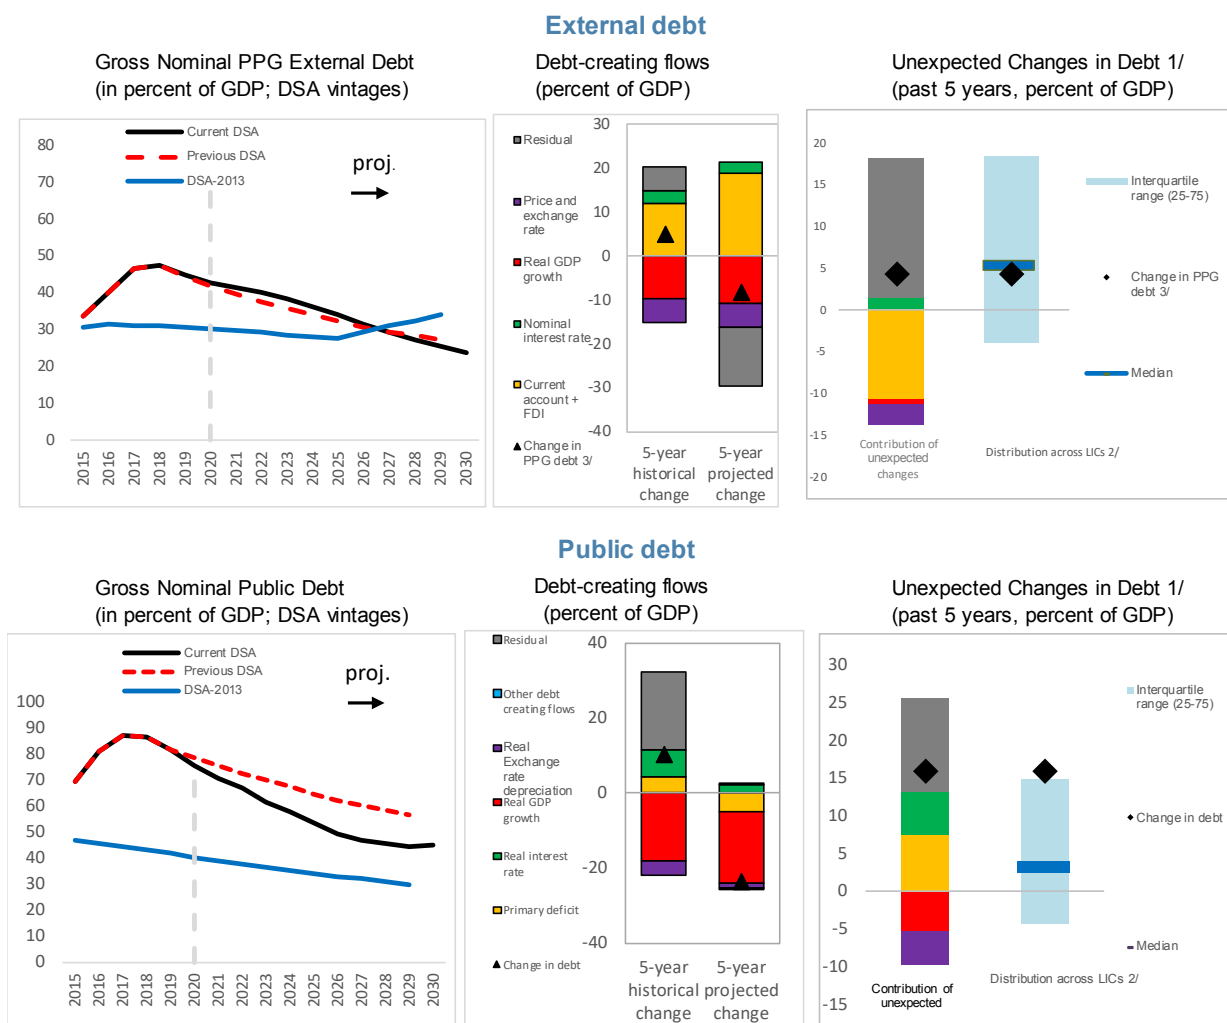 External debt
Gross Nominal PPG External Debt
(in percent of GDP; DSA vintages)
Current DSA
Previous DSA
DSA-2013
proj.
80
70
60
50
40
30
20
10
0
2015
2016
2017
2018
2019
2020
2021
2022
2023
2024
2025
2026
2027
2028
2029
2030
Debt-creating flows
(percent of GDP)
Residual
Price and
exchange
rate
Real GDP
growth
Nominal
interest rate
Current
account +
FDI
Change in
PPG debt 3/
30
20
10
0
-10
-20
-30
-40
5-year
historical
change
5-year
projected
change
Unexpected Changes in Debt 1/
(past 5 years, percent of GDP)
20
15
10
5
0
-5
-10
-15
-20
Contribution of
unexpected
changes
Distribution across LICs 2/
Interquartile
range (25-75)
Change in PPG
debt 3/
Median
Public debt
Gross Nominal Public Debt
(in percent of GDP; DSA vintages)
Current DSA
Previous DSA
DSA-2013
proj.
100
90
80
70
60
50
40
30
20
10
0
2015
2016
2017
2018
2019
2020
2021
2022
2023
2024
2025
2026
2027
2028
2029
2030
Debt-creating flows
(percent of GDP)
Residual
Other debt
creating flows
Real
Exchange
rate
depreciation
Real GDP
growth
Real interest
rate
Primary deficit
Change in debt
40
20
0
-20
-40
5-year
historical
change
5-year
projected
change
Unexpected Changes in Debt 1/
(past 5 years, percent of GDP)
30
25
20
15
10
5
0
-5
-10
-15
Contribution of
unexpected
Distribution across LICs 2/
Interquartile
range (25-75)
Change in debt
Median